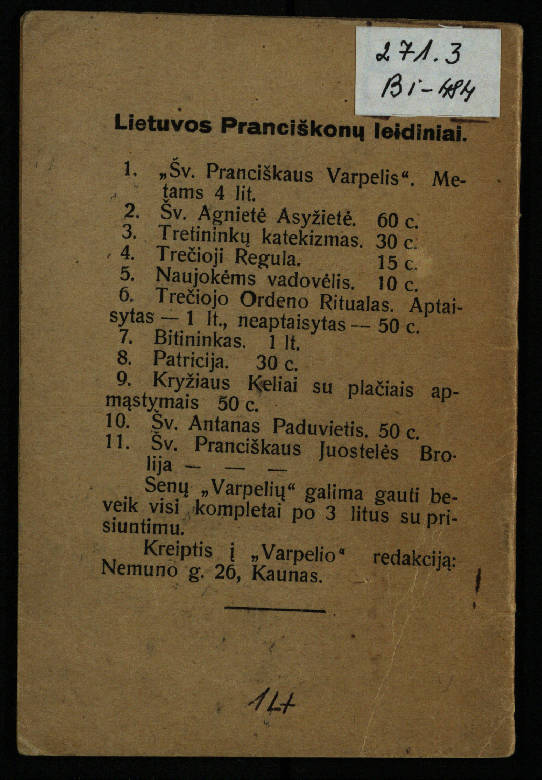 271.3
Bi-484
Lietuvos Pranciškonų leidiniai.
1. „Šv. Pranciškaus Varpelis“. Me-
tams 4 lit.
2. Šv. Agnietė Asyžietė. 60 c.
3. Tretininkų katekizmas. 30 c.
4. Trečioji Regula. 15 c.
5. Naujokėms vadovėlis. 10 c.
6. Trečiojo Ordeno Ritualas. Aptai-
sytas — 1 lt., neaptaisytas — 50 c.
7. Bitininkas. 1 lt.
8. Patricija. 30 c.
9. Kryžiaus Keliai su plačiais ap-
mąstymais 50 c.
10. Šv. Antanas Paduvietis. 50 c.
11. Šv. Pranciškaus Juostelės Bro-
lija — — —
Senų „Varpelių“ galima gauti be-
veik visi kompletai po 3 litus su pri-
siuntimu.
Kreiptis į „Varpelio“ redakciją:
Nemuno g. 26, Kaunas.
1Lt